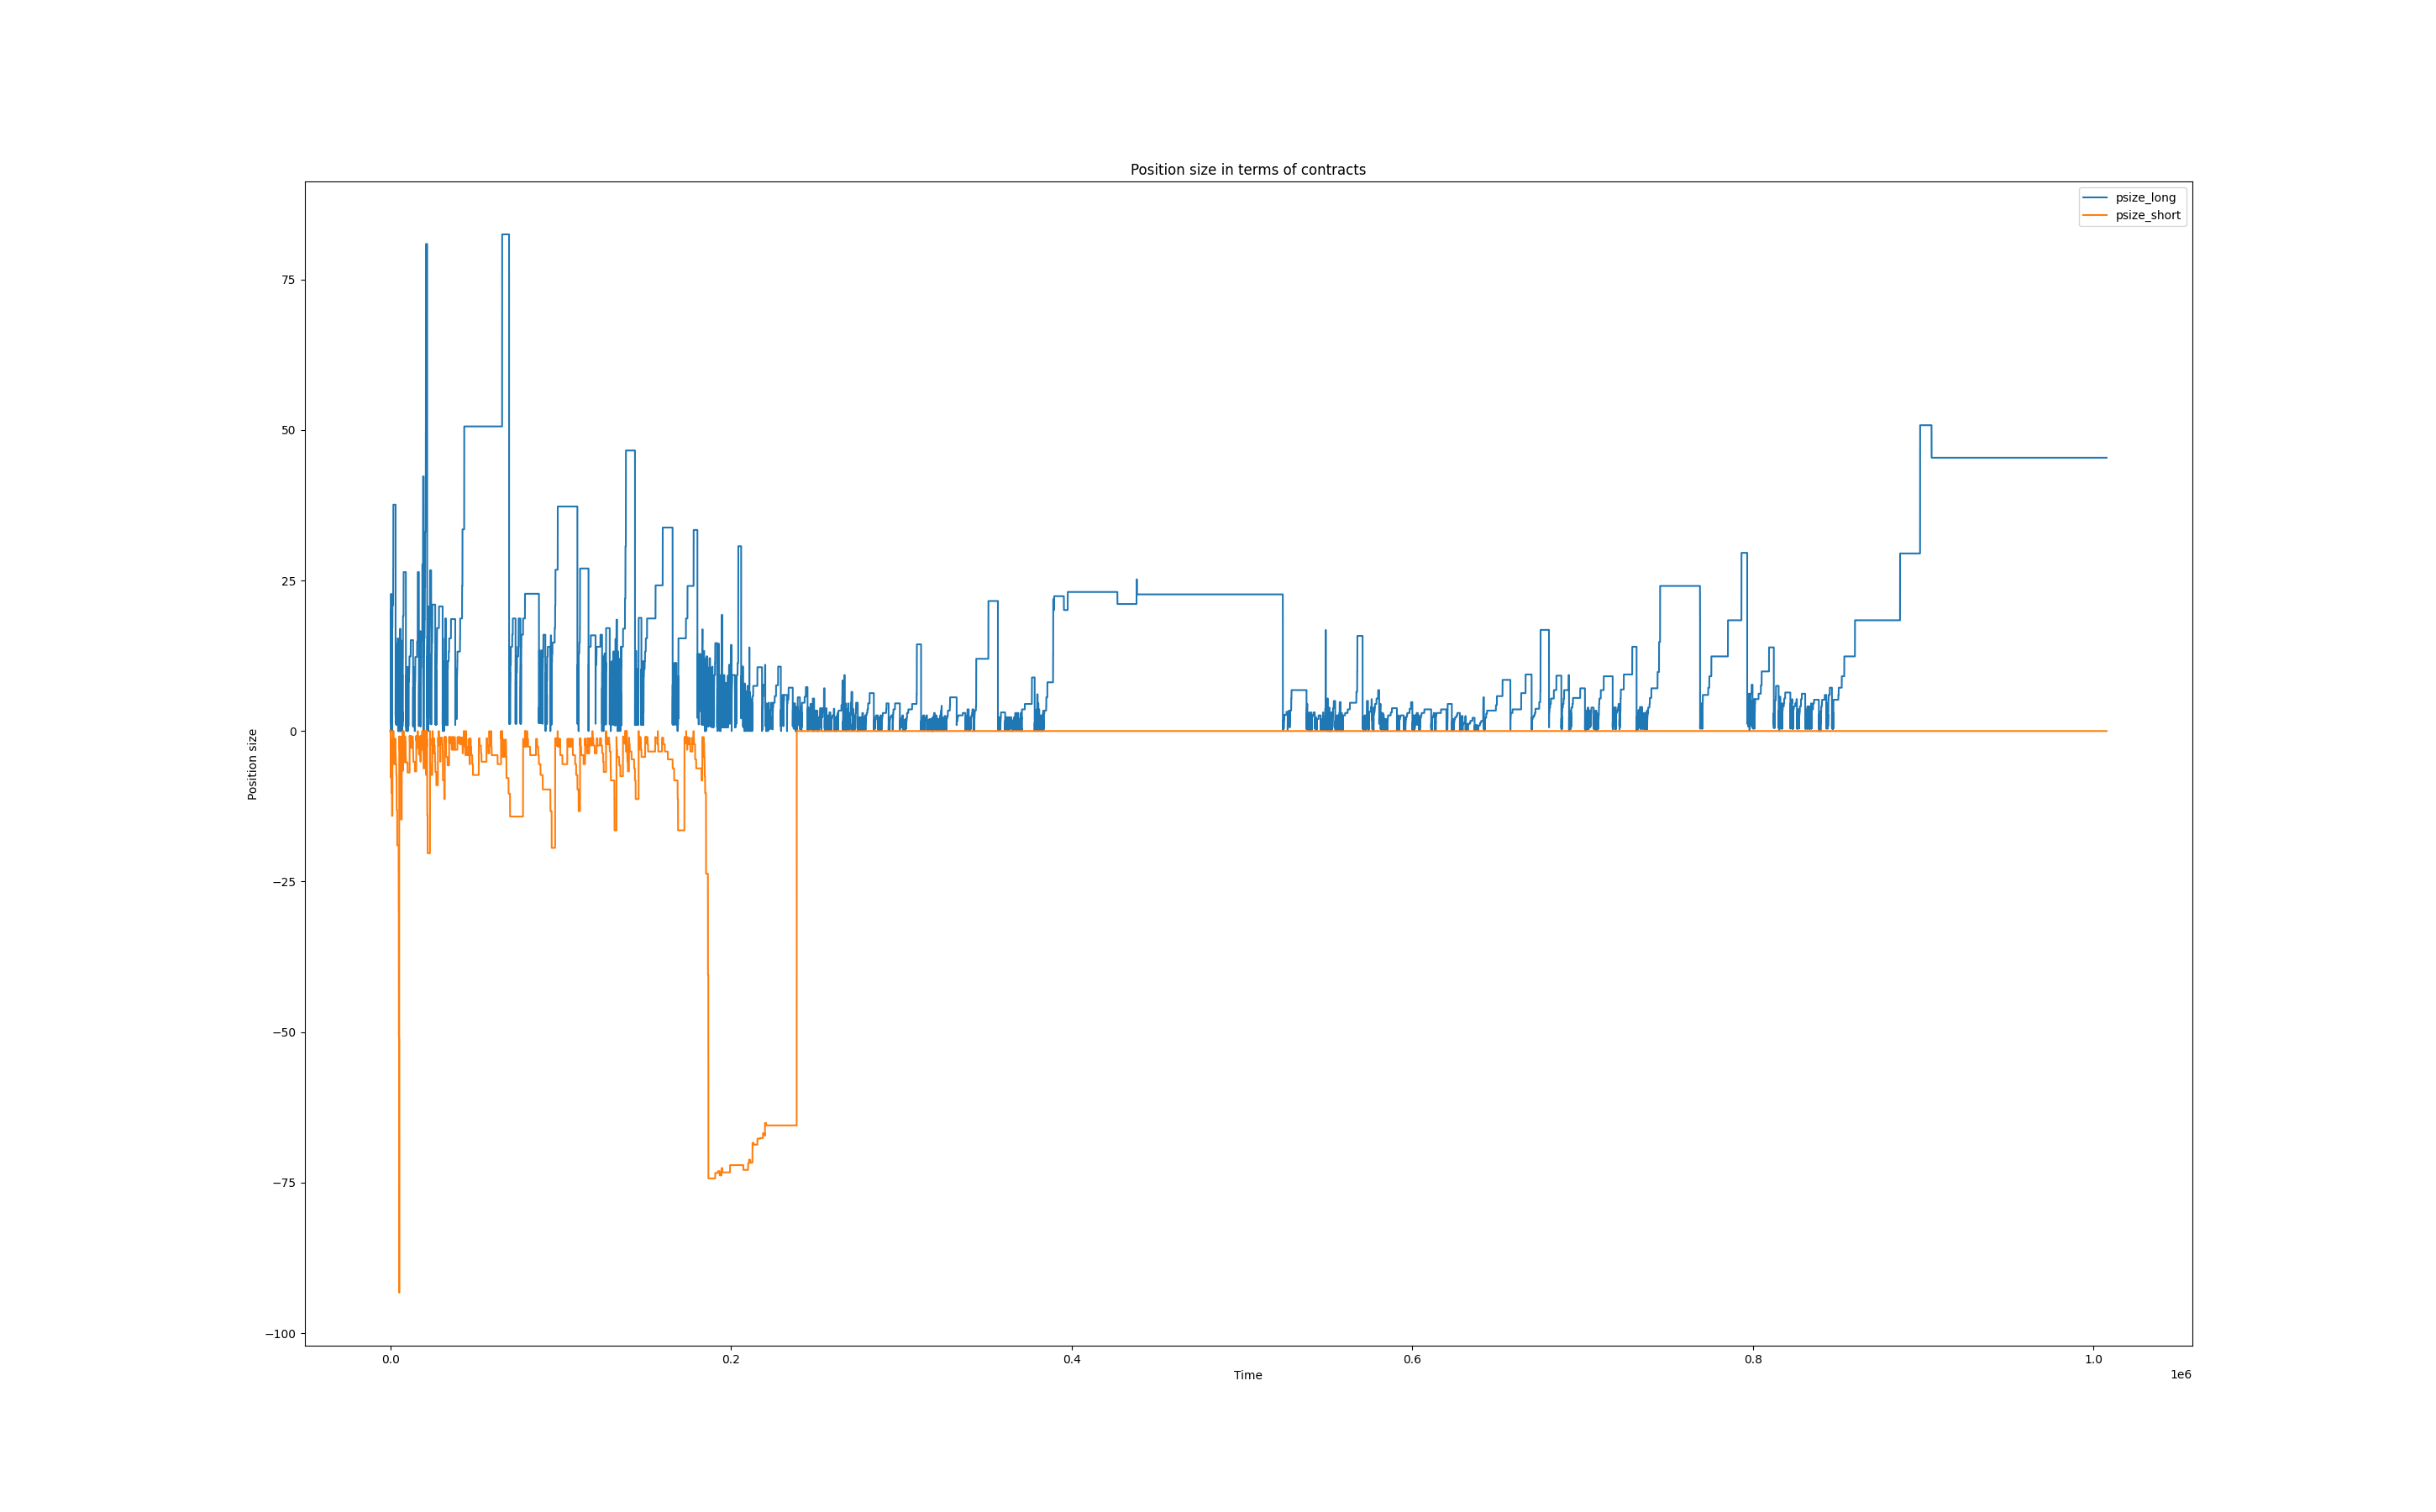 Position size in terms of contracts
psize_long
psize_short
75
50
25
0
−25
−50
−75
−100
Position size
0.0 0.2 0.4 0.6 0.8 1.0
Time
1e6